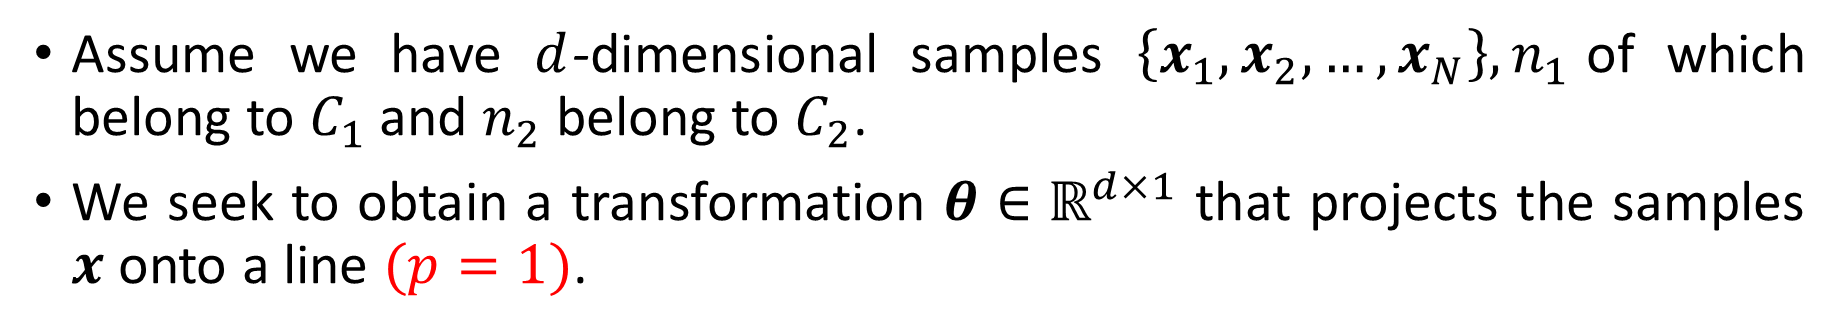 • Assume we have 𝑑-dimensional samples {𝒙₁, 𝒙₂, … , 𝒙_N}, 𝑛₁ of which
belong to 𝐶₁ and 𝑛₂ belong to 𝐶₂.
• We seek to obtain a transformation 𝜽 ∈ ℝ^{𝑑×1} that projects the samples
𝒙 onto a line (𝑝 = 1).